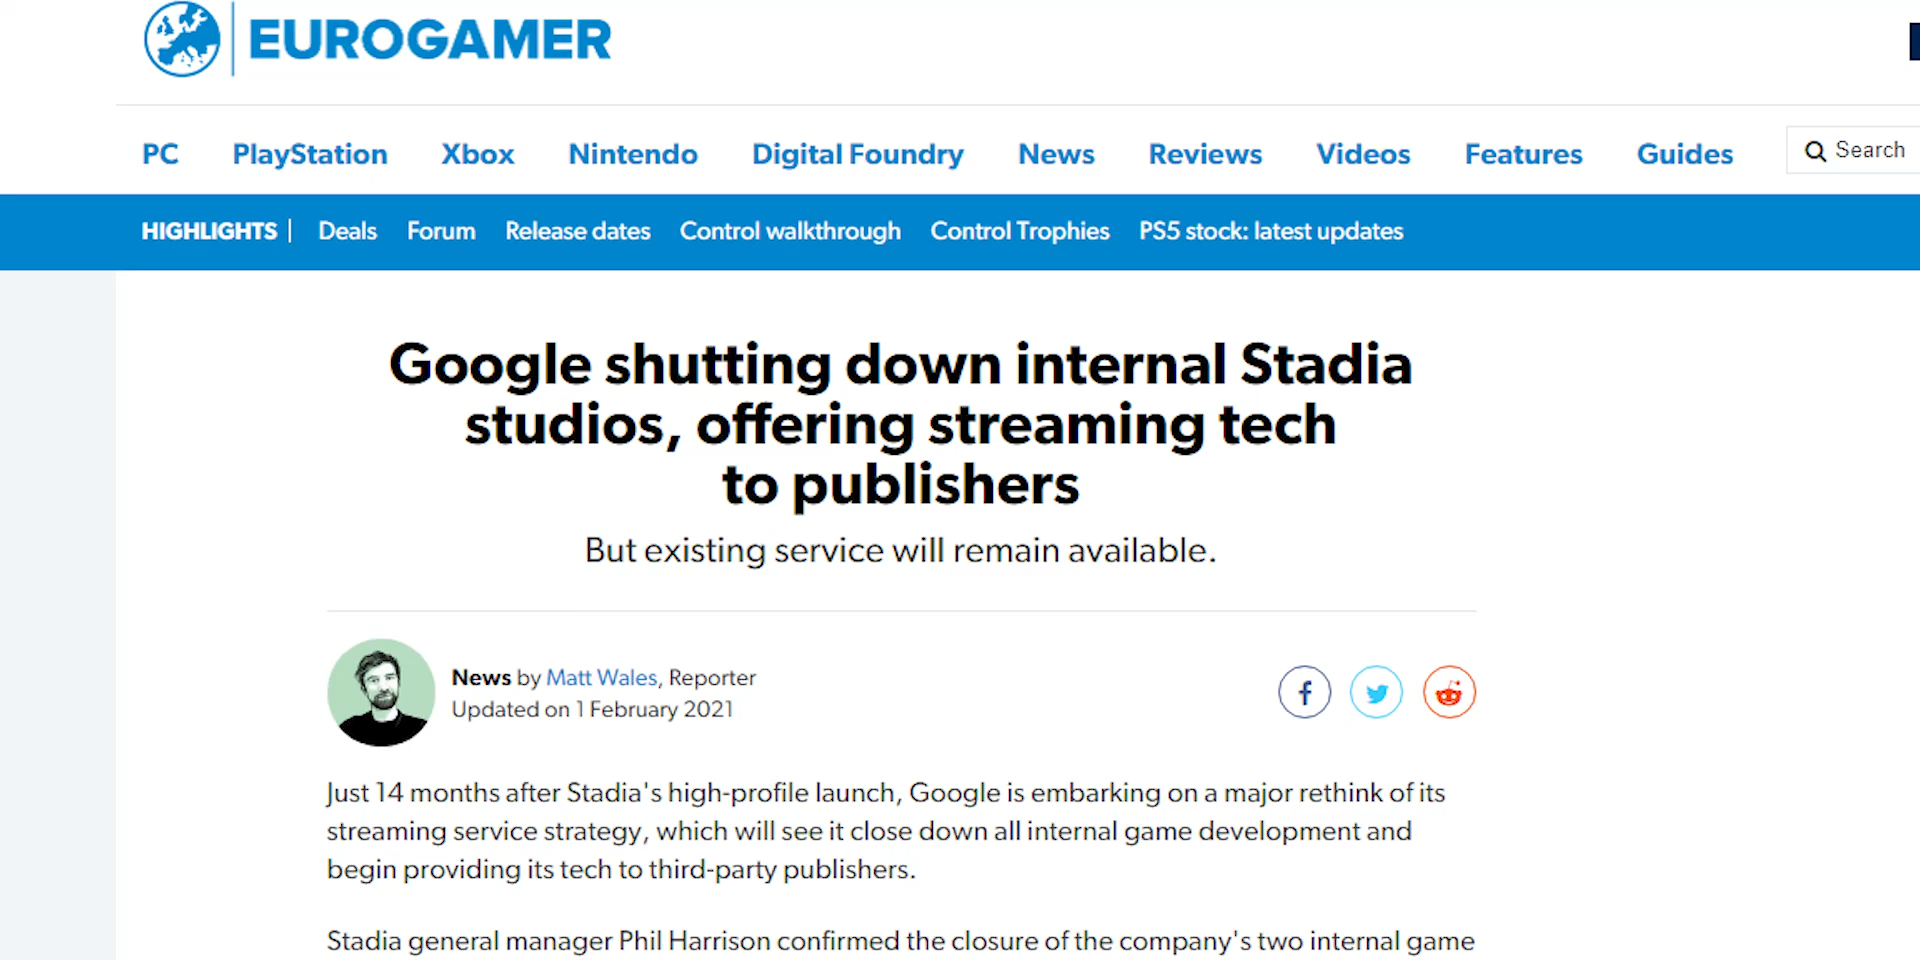 EUROGAMER
PC PlayStation Xbox Nintendo Digital Foundry News Reviews Videos Features Guides Search
HIGHLIGHTS | Deals Forum Release dates Control walkthrough Control Trophies PS5 stock: latest updates
Google shutting down internal Stadia
studios, offering streaming tech
to publishers
But existing service will remain available.
News by Matt Wales, Reporter
Updated on 1 February 2021
Just 14 months after Stadia's high-profile launch, Google is embarking on a major rethink of its
streaming service strategy, which will see it close down all internal game development and
begin providing its tech to third-party publishers.
Stadia general manager Phil Harrison confirmed the closure of the company's two internal game